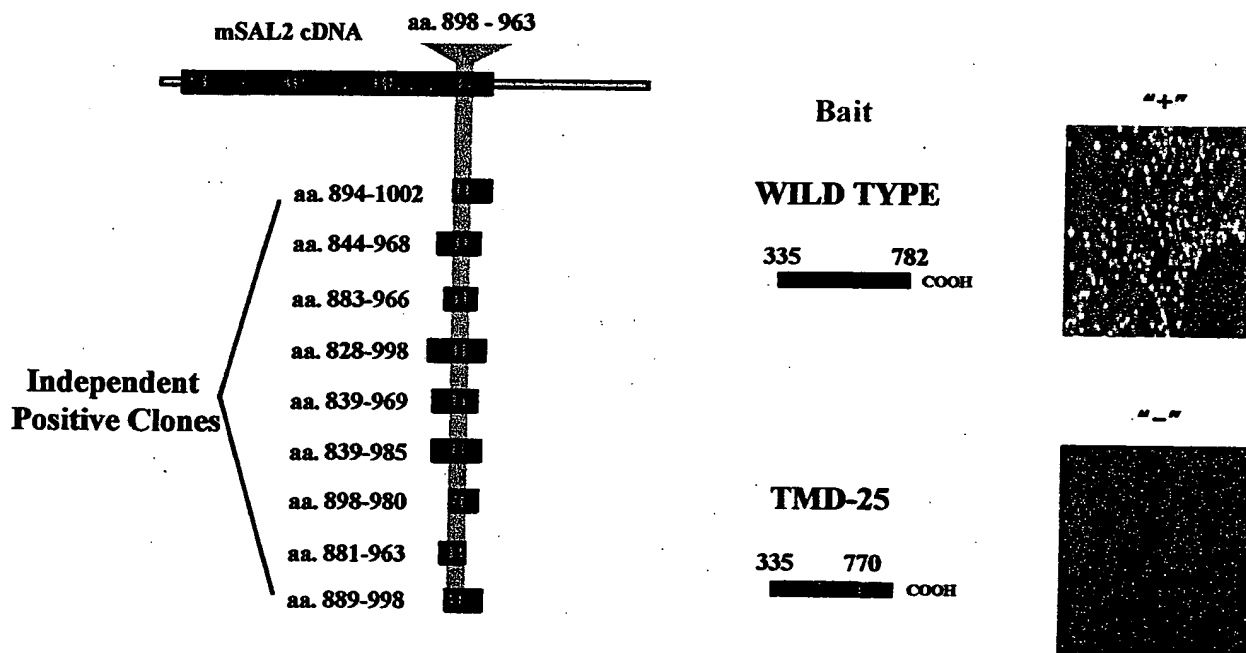 mSAL2 cDNA
aa. 898 - 963
aa. 894-1002
aa. 844-968
aa. 883-966
aa. 828-998
aa. 839-969
aa. 839-985
aa. 898-980
aa. 881-963
aa. 889-998
Independent
Positive Clones
Bait
WILD TYPE
335 782
COOH
TMD-25
335 770
COOH
"+"
"–"